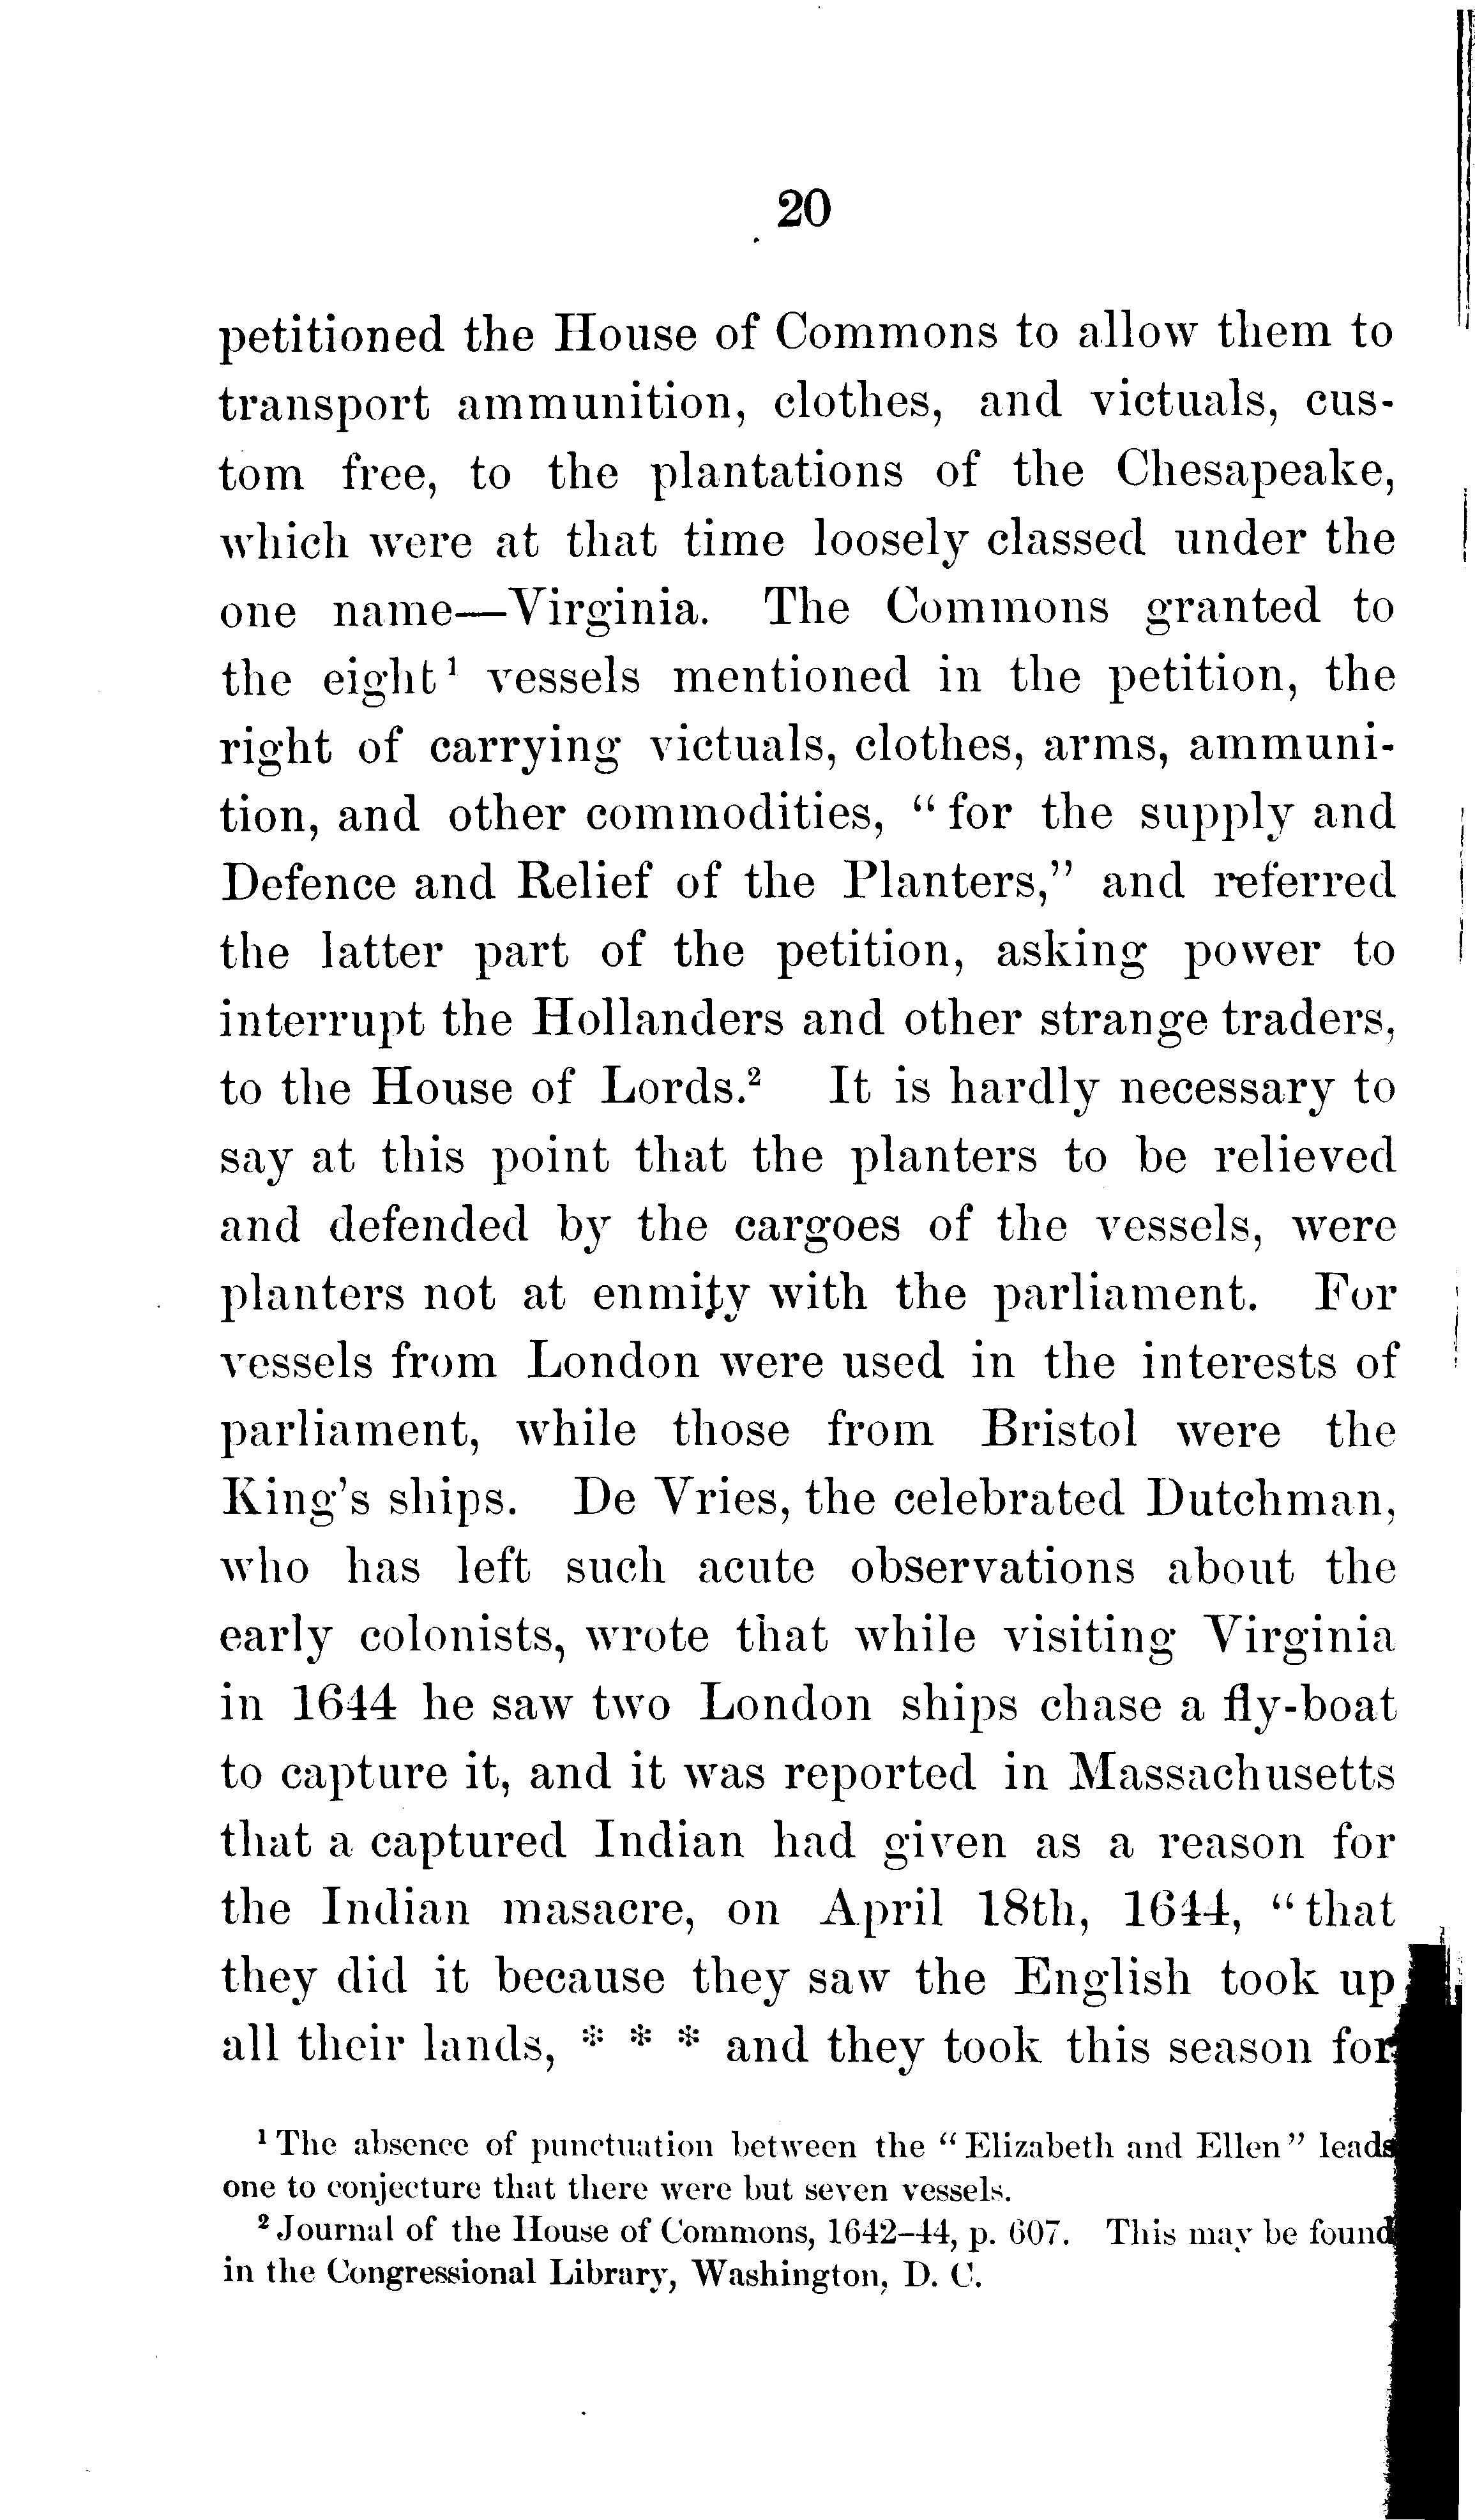 20
petitioned the House of Commons to allow them to
transport ammunition, clothes, and victuals, cus-
tom free, to the plantations of the Chesapeake,
which were at that time loosely classed under the
one name—Virginia. The Commons granted to
the eight¹ vessels mentioned in the petition, the
right of carrying victuals, clothes, arms, ammuni-
tion, and other commodities, “for the supply and
Defence and Relief of the Planters,” and referred
the latter part of the petition, asking power to
interrupt the Hollanders and other strange traders,
to the House of Lords.² It is hardly necessary to
say at this point that the planters to be relieved
and defended by the cargoes of the vessels, were
planters not at enmity with the parliament. For
vessels from London were used in the interests of
parliament, while those from Bristol were the
King's ships. De Vries, the celebrated Dutchman,
who has left such acute observations about the
early colonists, wrote that while visiting Virginia
in 1644 he saw two London ships chase a fly-boat
to capture it, and it was reported in Massachusetts
that a captured Indian had given as a reason for
the Indian masacre, on April 18th, 1644, “that
they did it because they saw the English took up
all their lands, * * * and they took this season for
¹ The absence of punctuation between the “Elizabeth and Ellen” leads
one to conjecture that there were but seven vessels.
² Journal of the House of Commons, 1642–44, p. 607. This may be found
in the Congressional Library, Washington, D. C.